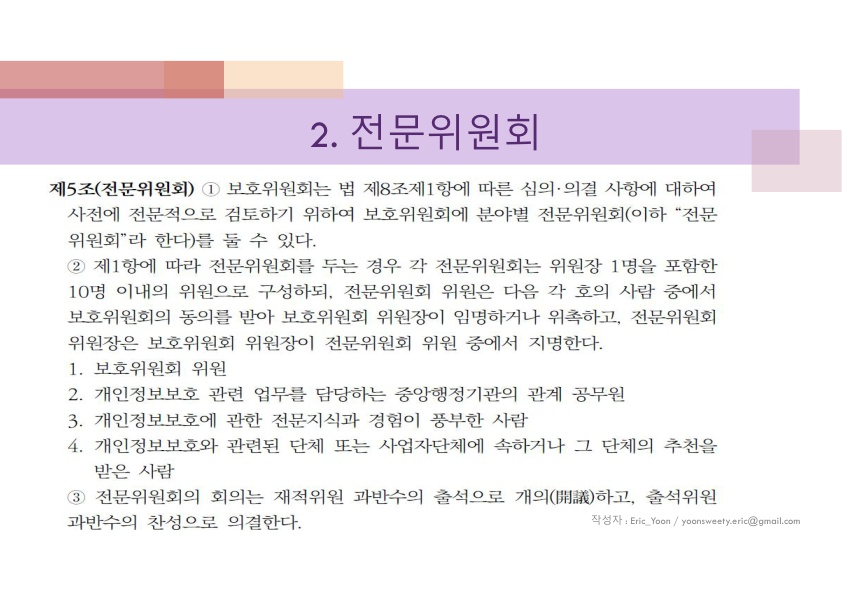 2. 전문위원회
제5조(전문위원회) ① 보호위원회는 법 제8조제1항에 따른 심의·의결 사항에 대하여
사전에 전문적으로 검토하기 위하여 보호위원회에 분야별 전문위원회(이하 “전문
위원회”라 한다)를 둘 수 있다.
② 제1항에 따라 전문위원회를 두는 경우 각 전문위원회는 위원장 1명을 포함한
10명 이내의 위원으로 구성하되, 전문위원회 위원은 다음 각 호의 사람 중에서
보호위원회의 동의를 받아 보호위원회 위원장이 임명하거나 위촉하고, 전문위원회
위원장은 보호위원회 위원장이 전문위원회 위원 중에서 지명한다.
1. 보호위원회 위원
2. 개인정보보호 관련 업무를 담당하는 중앙행정기관의 관계 공무원
3. 개인정보보호에 관한 전문지식과 경험이 풍부한 사람
4. 개인정보보호와 관련된 단체 또는 사업자단체에 속하거나 그 단체의 추천을
받은 사람
③ 전문위원회의 회의는 재적위원 과반수의 출석으로 개의(開議)하고, 출석위원
과반수의 찬성으로 의결한다.
작성자 : Eric_Yoon / yoonsweety.eric@gmail.com